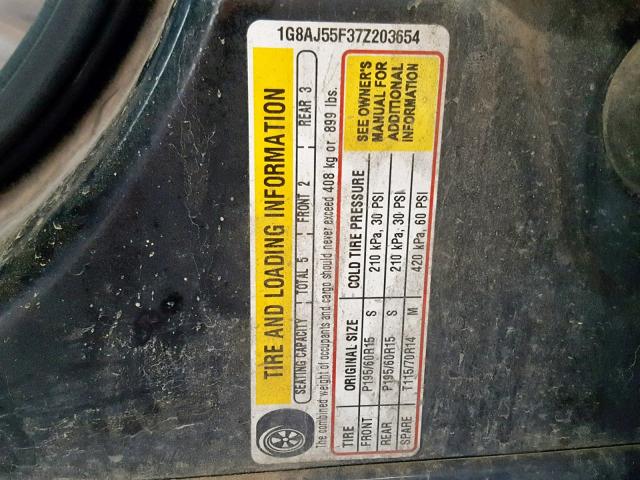 1G8AJ55F37Z203654
TIRE AND LOADING INFORMATION
SEATING CAPACITY TOTAL 5 FRONT 2 REAR 3
The combined weight of occupants and cargo should never exceed 408 kg or 899 lbs.
TIRE ORIGINAL SIZE COLD TIRE PRESSURE
FRONT P195/60R15 S 210 kPa, 30 PSI
REAR P195/60R15 S 210 kPa, 30 PSI
SPARE T115/70R14 M 420 kPa, 60 PSI
SEE OWNER'S
MANUAL FOR
ADDITIONAL
INFORMATION